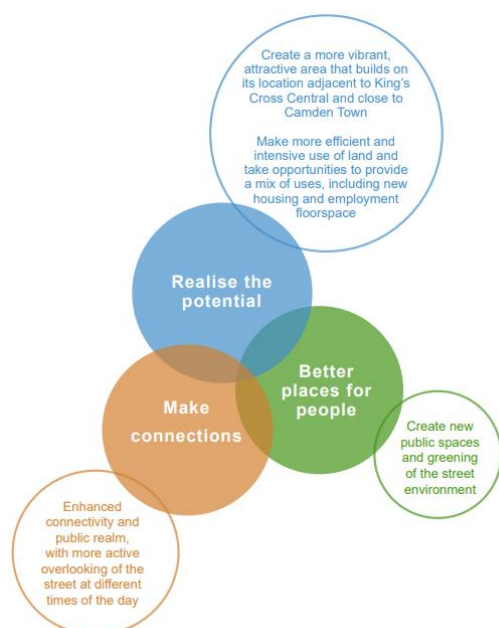 Create a more vibrant,
attractive area that builds on
its location adjacent to King's
Cross Central and close to
Camden Town
Make more efficient and
intensive use of land and
take opportunities to provide
a mix of uses, including new
housing and employment
floorspace
Realise the
potential
Better
places for
people
Make
connections
Create new
public spaces
and greening
of the street
environment
Enhanced
connectivity and
public realm,
with more active
overlooking of the
street at different
times of the day